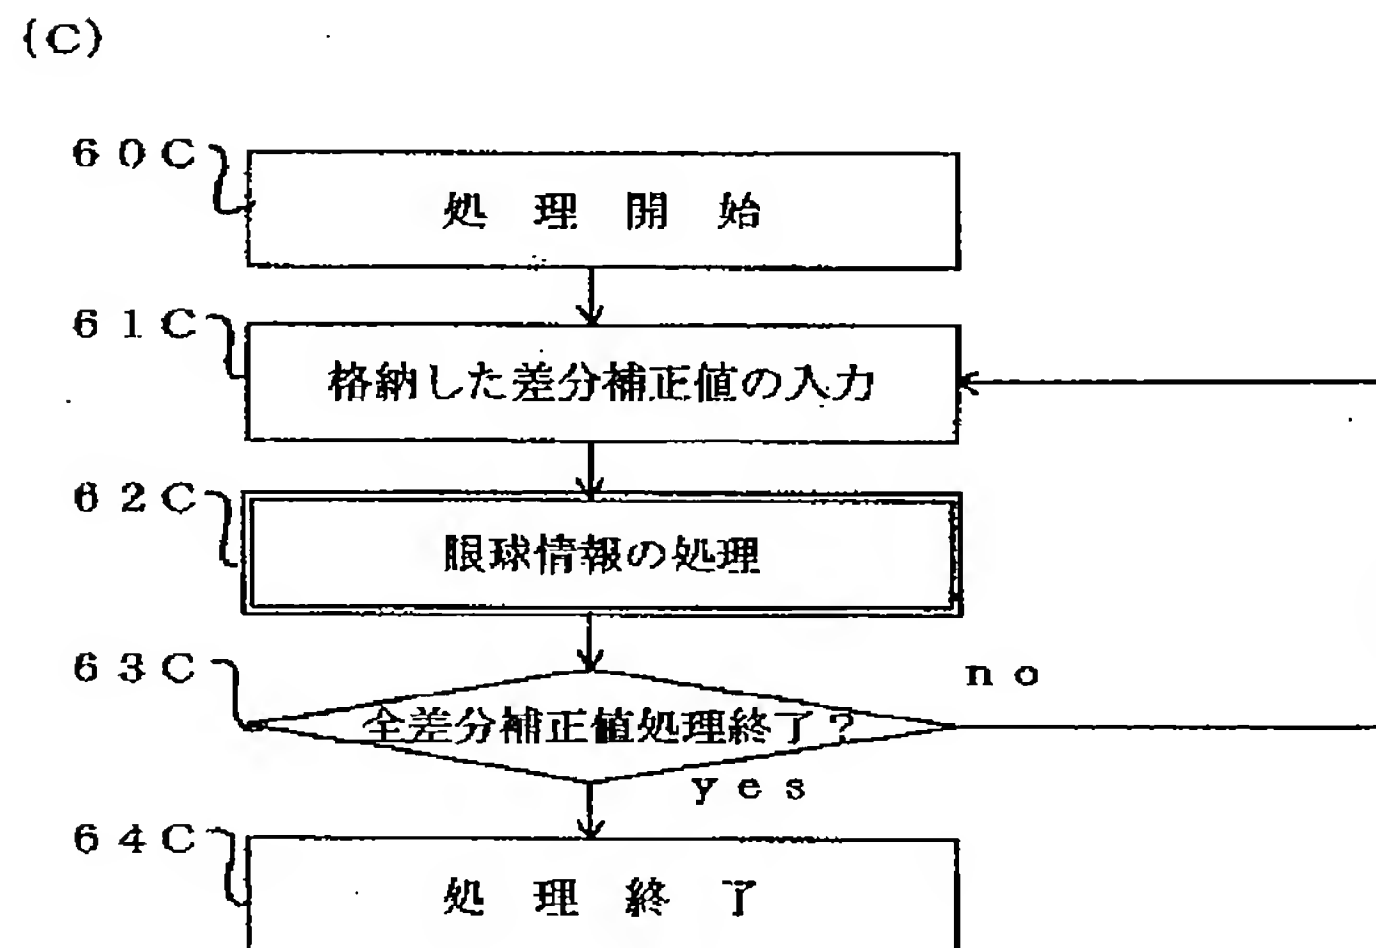 (C)
60C
処理開始
61C
格納した差分補正値の入力
62C
眼球情報の処理
63C
全差分補正値処理終了？
no
yes
64C
処理終了